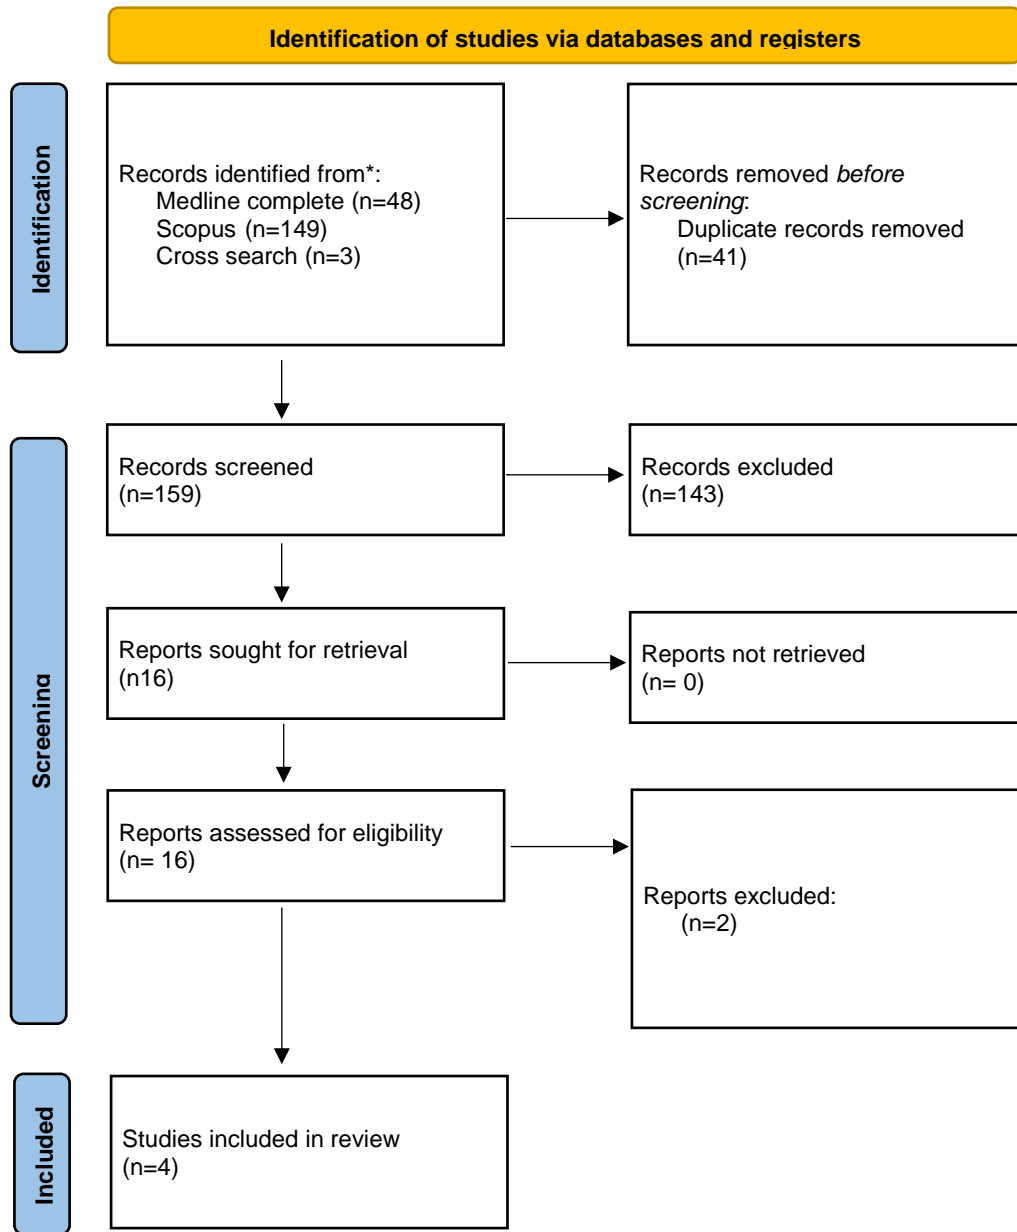 Identification of studies via databases and registers
Identification
Records identified from*:
Medline complete (n=48)
Scopus (n=149)
Cross search (n=3)
Records removed before
screening:
Duplicate records removed
(n=41)
Screening
Records screened
(n=159)
Records excluded
(n=143)
Reports sought for retrieval
(n16)
Reports not retrieved
(n= 0)
Reports assessed for eligibility
(n= 16)
Reports excluded:
(n=2)
Included
Studies included in review
(n=4)